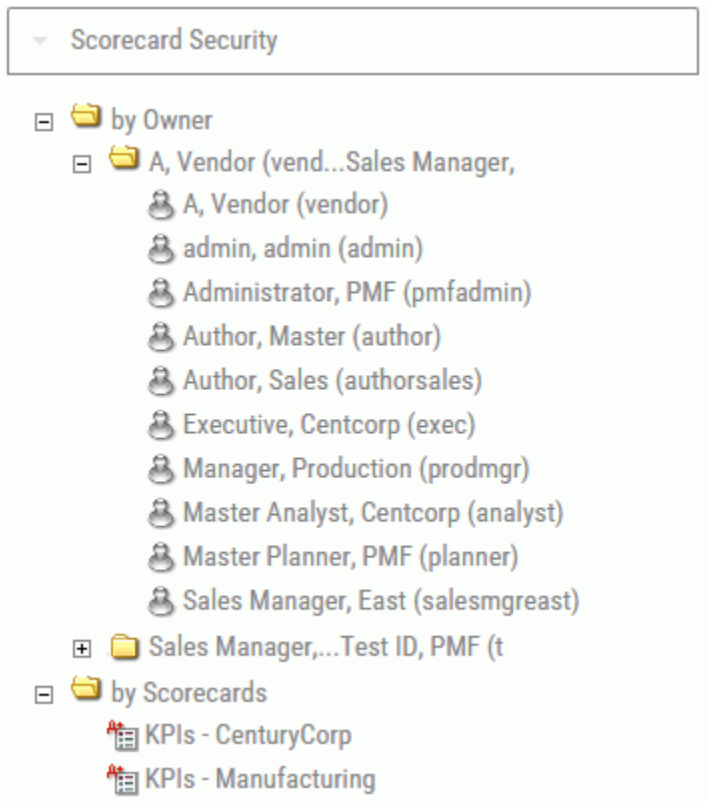 Scorecard Security
by Owner
A, Vendor (vend...Sales Manager,
A, Vendor (vendor)
admin, admin (admin)
Administrator, PMF (pmfadmin)
Author, Master (author)
Author, Sales (authorsales)
Executive, Centcorp (exec)
Manager, Production (prodmgr)
Master Analyst, Centcorp (analyst)
Master Planner, PMF (planner)
Sales Manager, East (salesmgreast)
Sales Manager,...Test ID, PMF (t
by Scorecards
KPIs - CenturyCorp
KPIs - Manufacturing